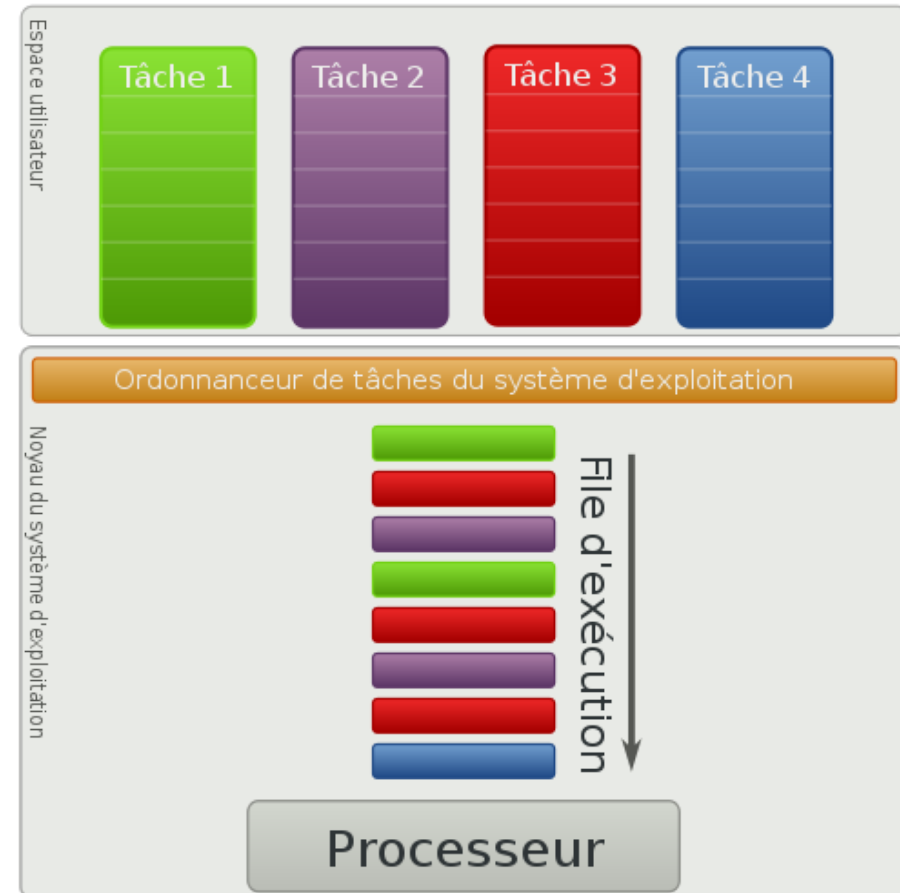 Espace utilisateur
Tâche 1
Tâche 2
Tâche 3
Tâche 4
Ordonnanceur de tâches du système d'exploitation
Noyau du système d'exploitation
File d'exécution
Processeur